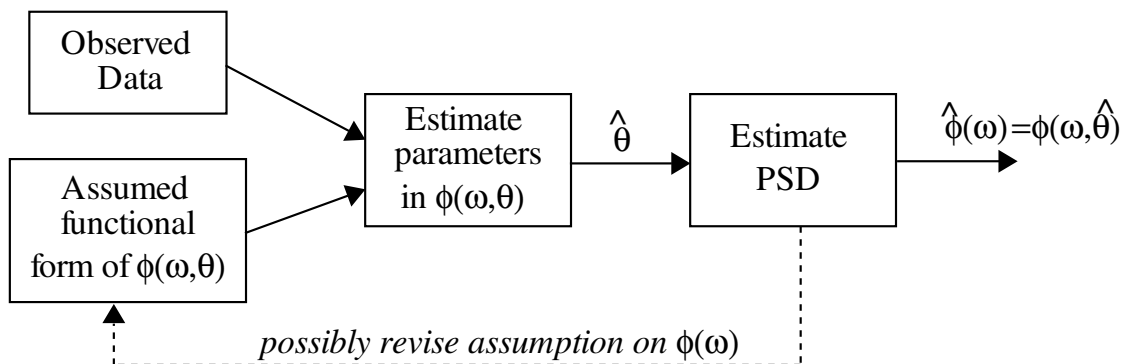 Observed
Data
Assumed
functional
form of ϕ(ω,θ)
Estimate
parameters
in ϕ(ω,θ)
θ̂
Estimate
PSD
ϕ̂(ω)=ϕ(ω,θ̂)
possibly revise assumption on ϕ(ω)